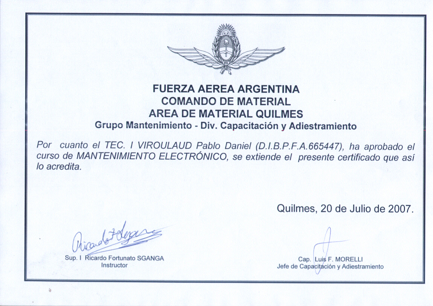 FUERZA AEREA ARGENTINA
COMANDO DE MATERIAL
AREA DE MATERIAL QUILMES
Grupo Mantenimiento - Div. Capacitación y Adiestramiento
Por cuanto el TEC. I VIROULAUD Pablo Daniel (D.I.B.P.F.A.665447), ha aprobado el
curso de MANTENIMIENTO ELECTRÓNICO, se extiende el presente certificado que así
lo acredita.
Quilmes, 20 de Julio de 2007.
Sup. I Ricardo Fortunato SGANGA
Instructor
Cap. Luis F. MORELLI
Jefe de Capacitación y Adiestramiento